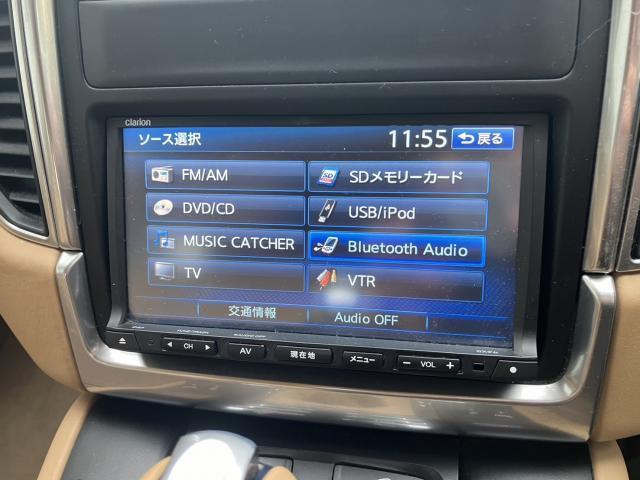 Clarion
ソース選択 11:55 戻る
FM/AM SDメモリーカード
DVD/CD USB/iPod
MUSIC CATCHER Bluetooth Audio
TV VTR
交通情報 Audio OFF
CH AV 現在地 メニュー − VOL +